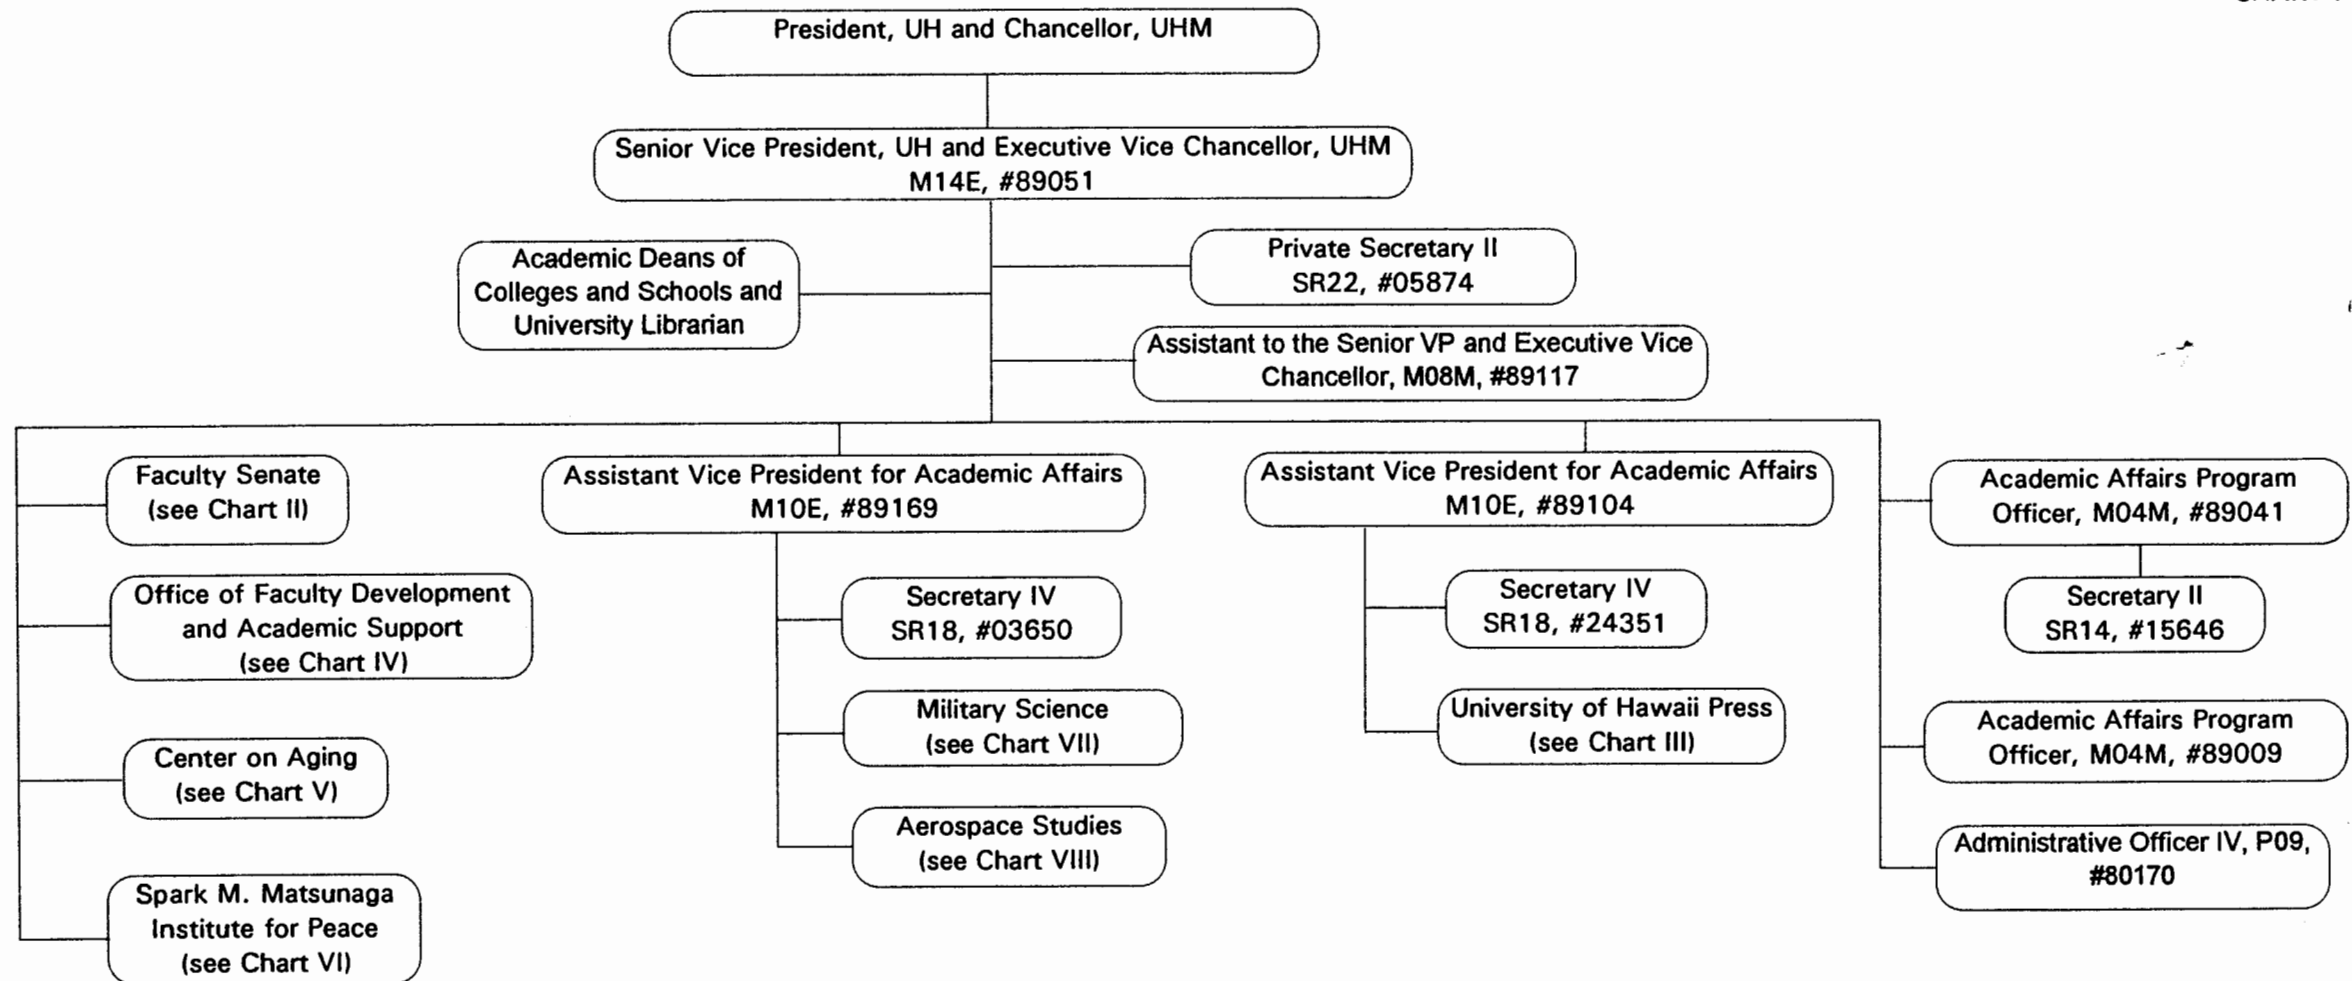 President, UH and Chancellor, UHM
Senior Vice President, UH and Executive Vice Chancellor, UHM
M14E, #89051
Academic Deans of
Colleges and Schools and
University Librarian
Private Secretary II
SR22, #05874
Assistant to the Senior VP and Executive Vice
Chancellor, M08M, #89117
Faculty Senate
(see Chart II)
Office of Faculty Development
and Academic Support
(see Chart IV)
Center on Aging
(see Chart V)
Spark M. Matsunaga
Institute for Peace
(see Chart VI)
Assistant Vice President for Academic Affairs
M10E, #89169
Secretary IV
SR18, #03650
Military Science
(see Chart VII)
Aerospace Studies
(see Chart VIII)
Assistant Vice President for Academic Affairs
M10E, #89104
Secretary IV
SR18, #24351
University of Hawaii Press
(see Chart III)
Academic Affairs Program
Officer, M04M, #89041
Secretary II
SR14, #15646
Academic Affairs Program
Officer, M04M, #89009
Administrative Officer IV, P09,
#80170